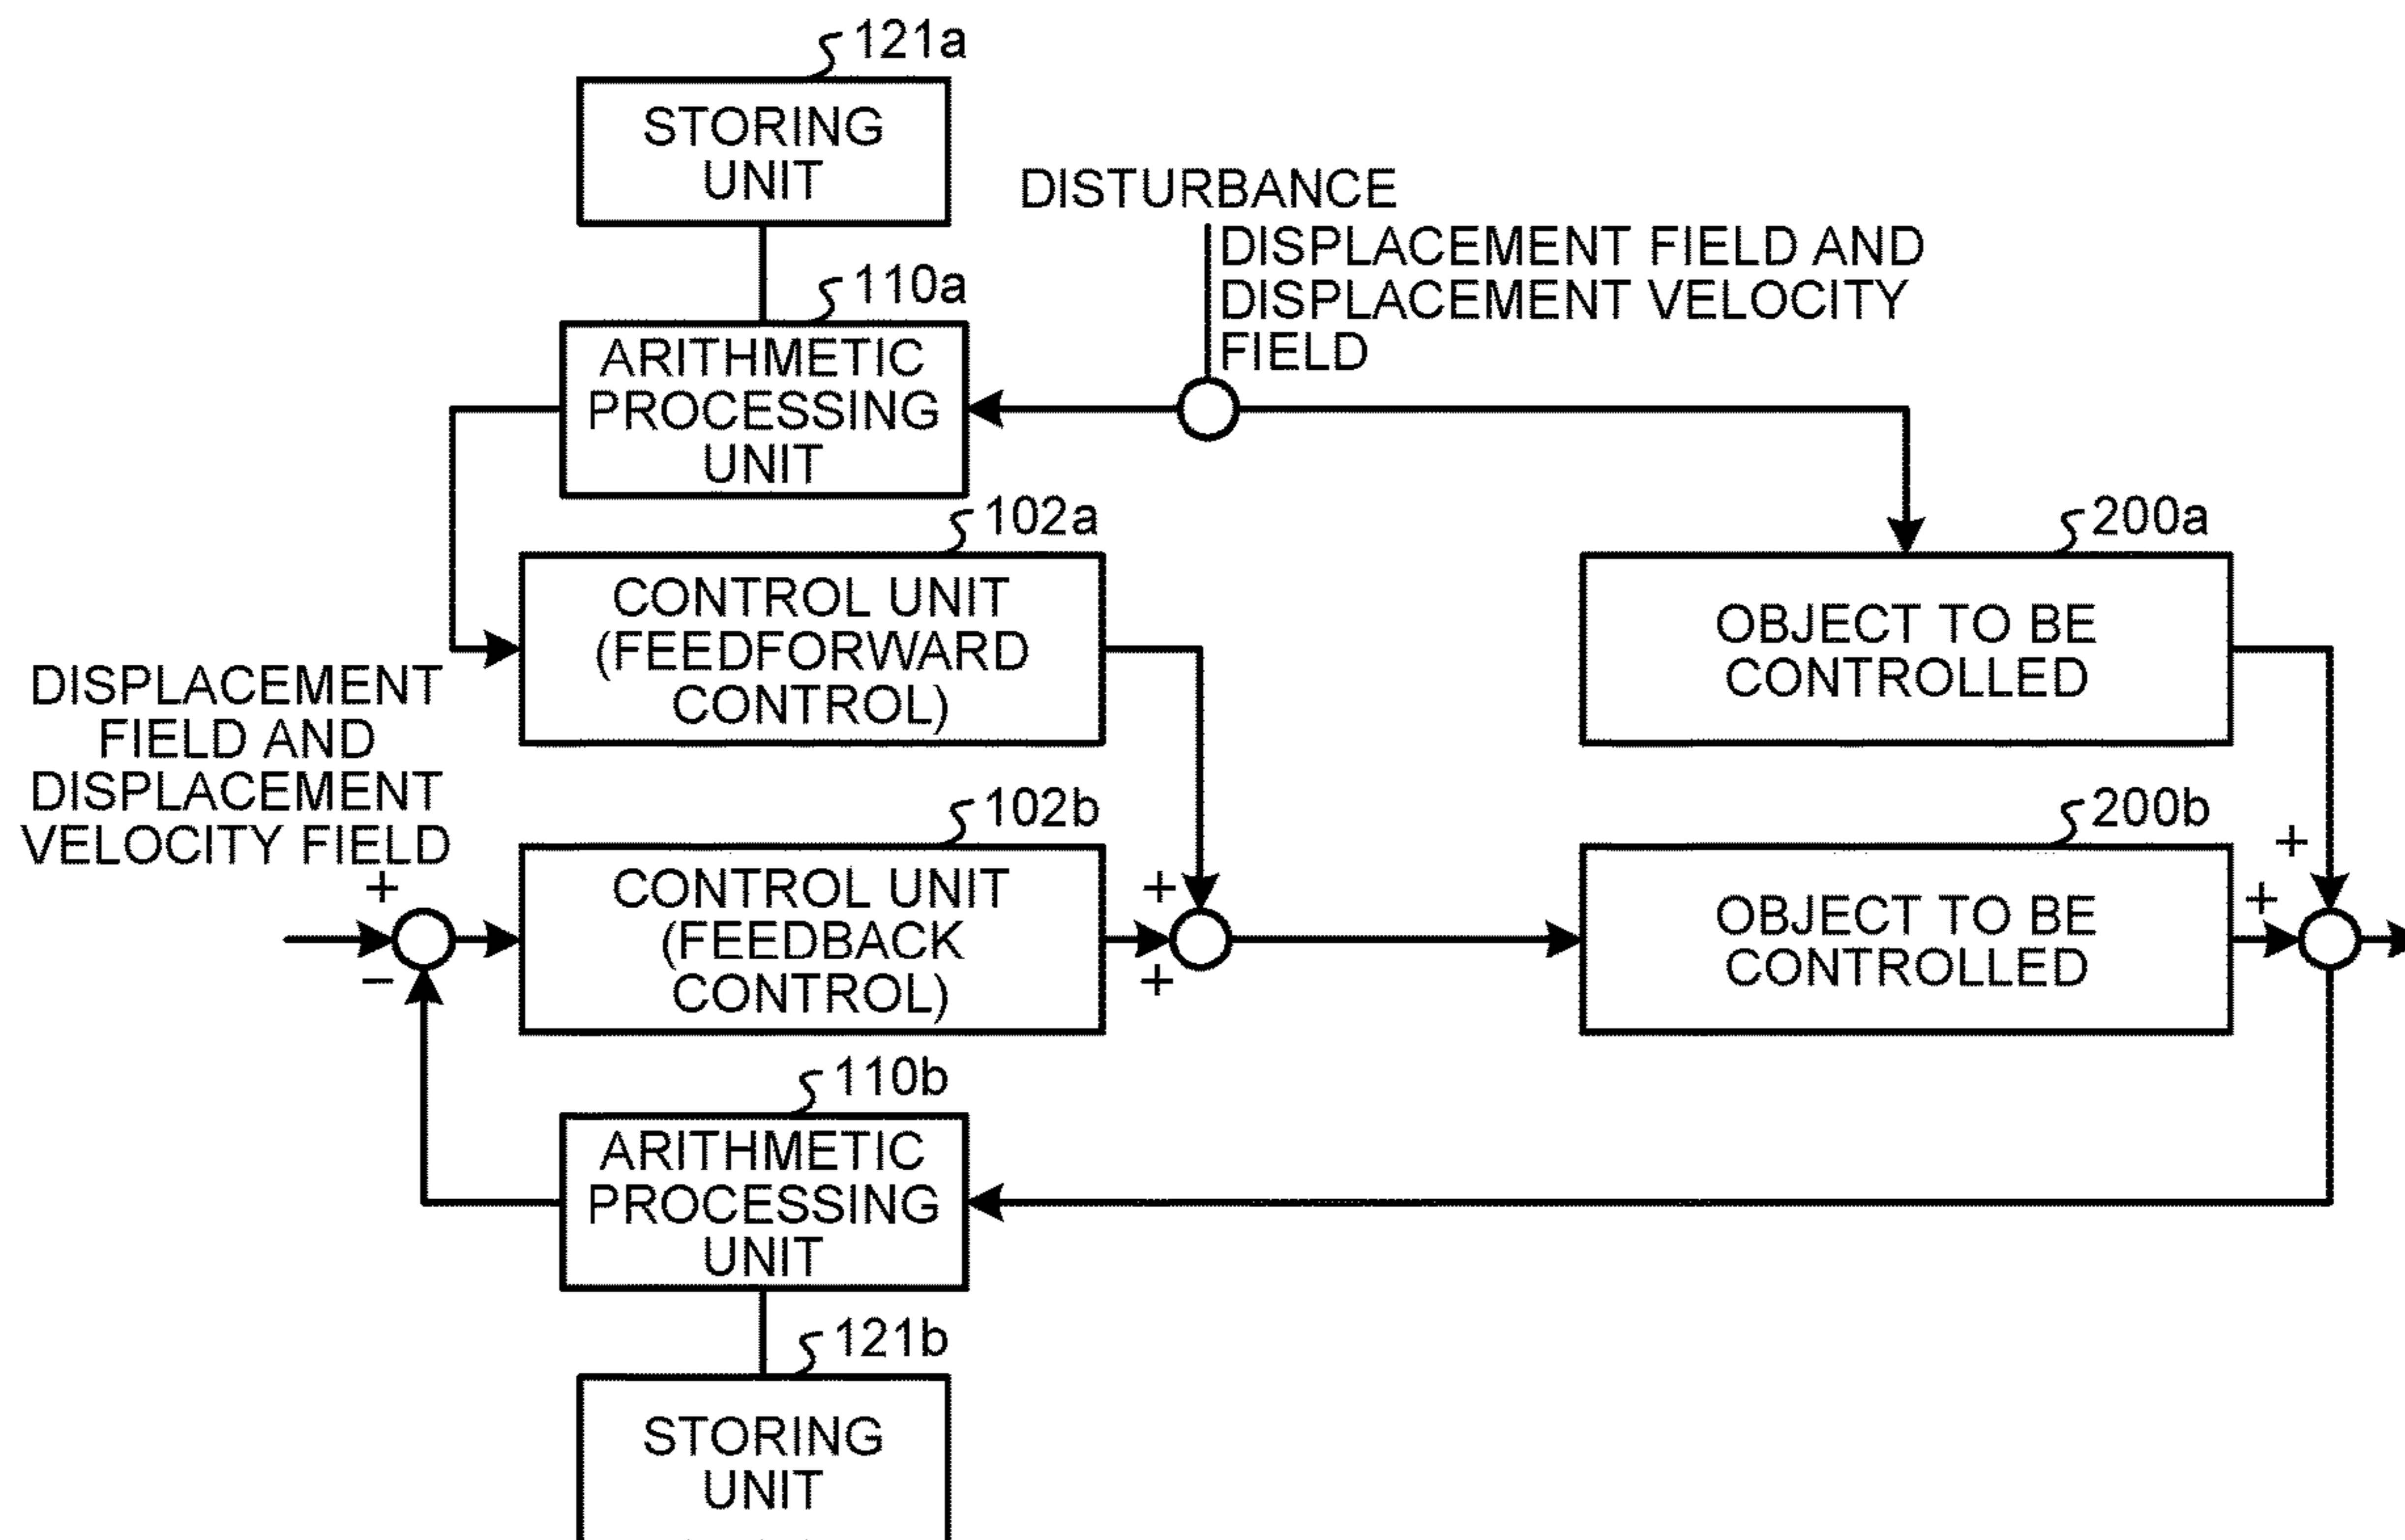 121a
STORING
UNIT
DISTURBANCE
DISPLACEMENT FIELD AND
DISPLACEMENT VELOCITY
FIELD
110a
ARITHMETIC
PROCESSING
UNIT
102a
CONTROL UNIT
(FEEDFORWARD
CONTROL)
200a
OBJECT TO BE
CONTROLLED
DISPLACEMENT
FIELD AND
DISPLACEMENT
VELOCITY FIELD
+
−
102b
CONTROL UNIT
(FEEDBACK
CONTROL)
+
+
200b
OBJECT TO BE
CONTROLLED
+
+
110b
ARITHMETIC
PROCESSING
UNIT
121b
STORING
UNIT